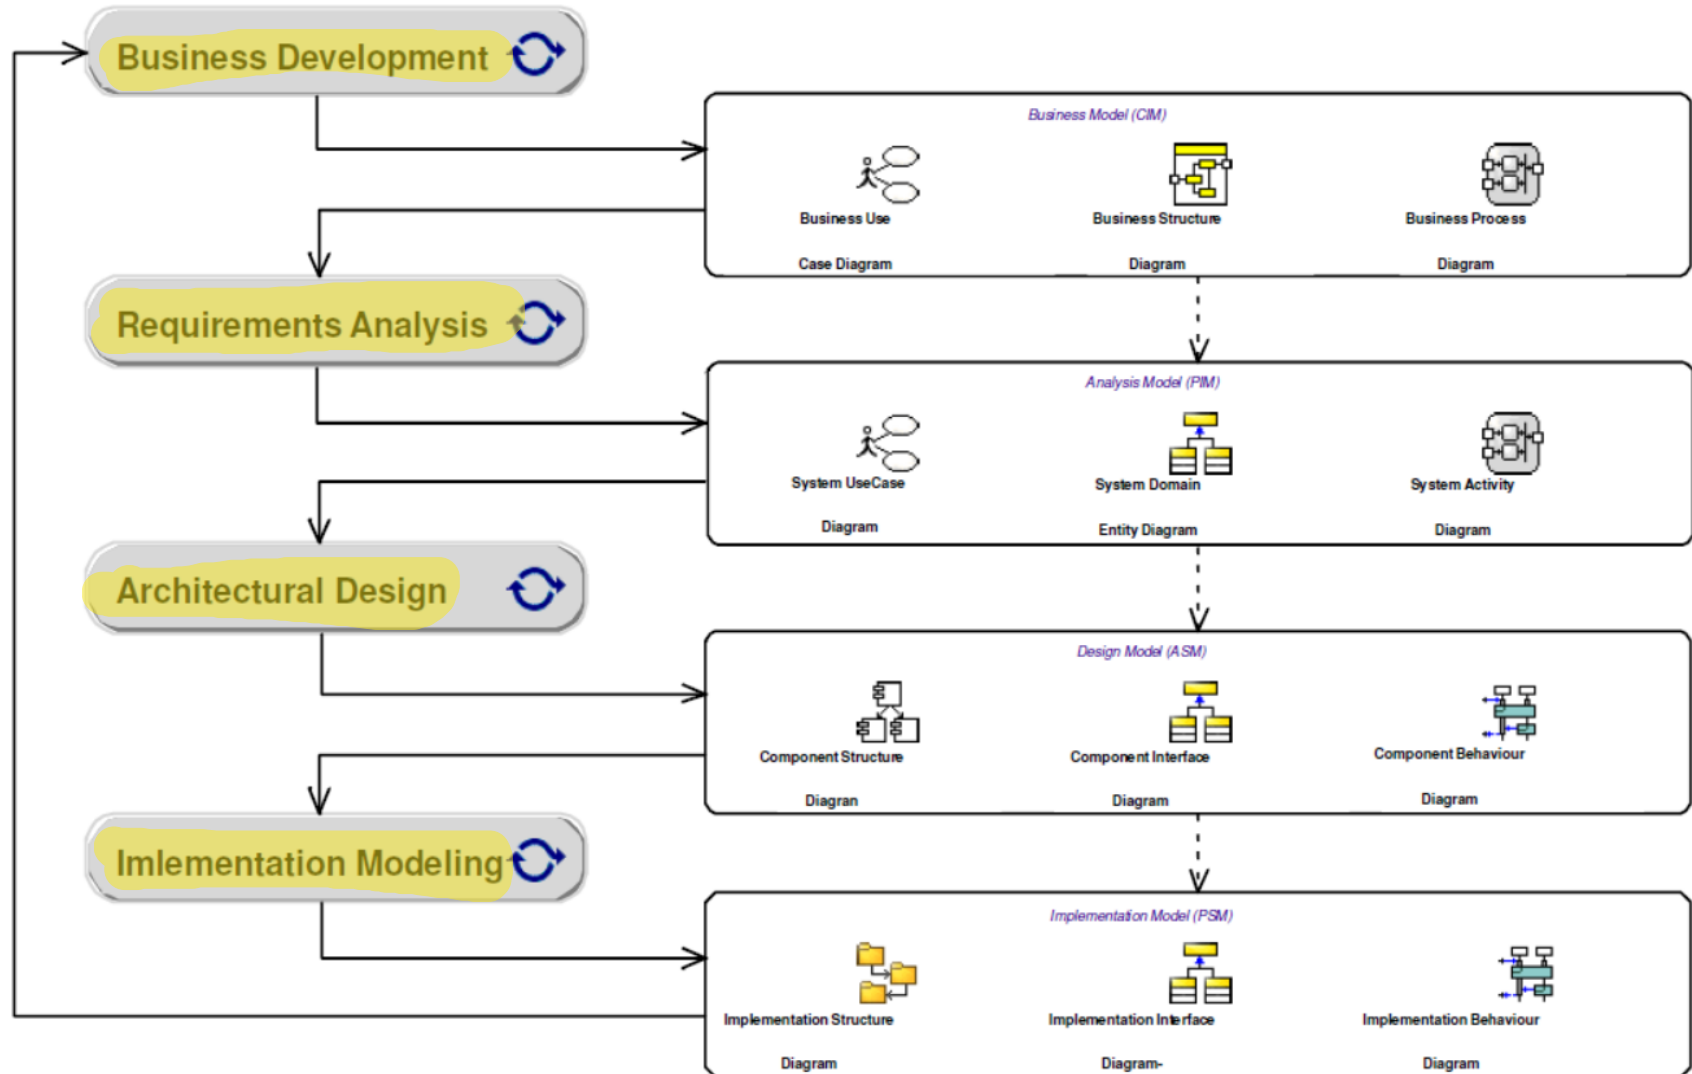 Business Development
Business Model (CIM)
Business Use
Case Diagram
Business Structure
Diagram
Business Process
Diagram
Requirements Analysis
Analysis Model (PIM)
System UseCase
Diagram
System Domain
Entity Diagram
System Activity
Diagram
Architectural Design
Design Model (ASM)
Component Structure
Diagran
Component Interface
Diagram
Component Behaviour
Diagram
Imlementation Modeling
Implementation Model (PSM)
Implementation Structure
Diagram
Implementation Interface
Diagram-
Implementation Behaviour
Diagram